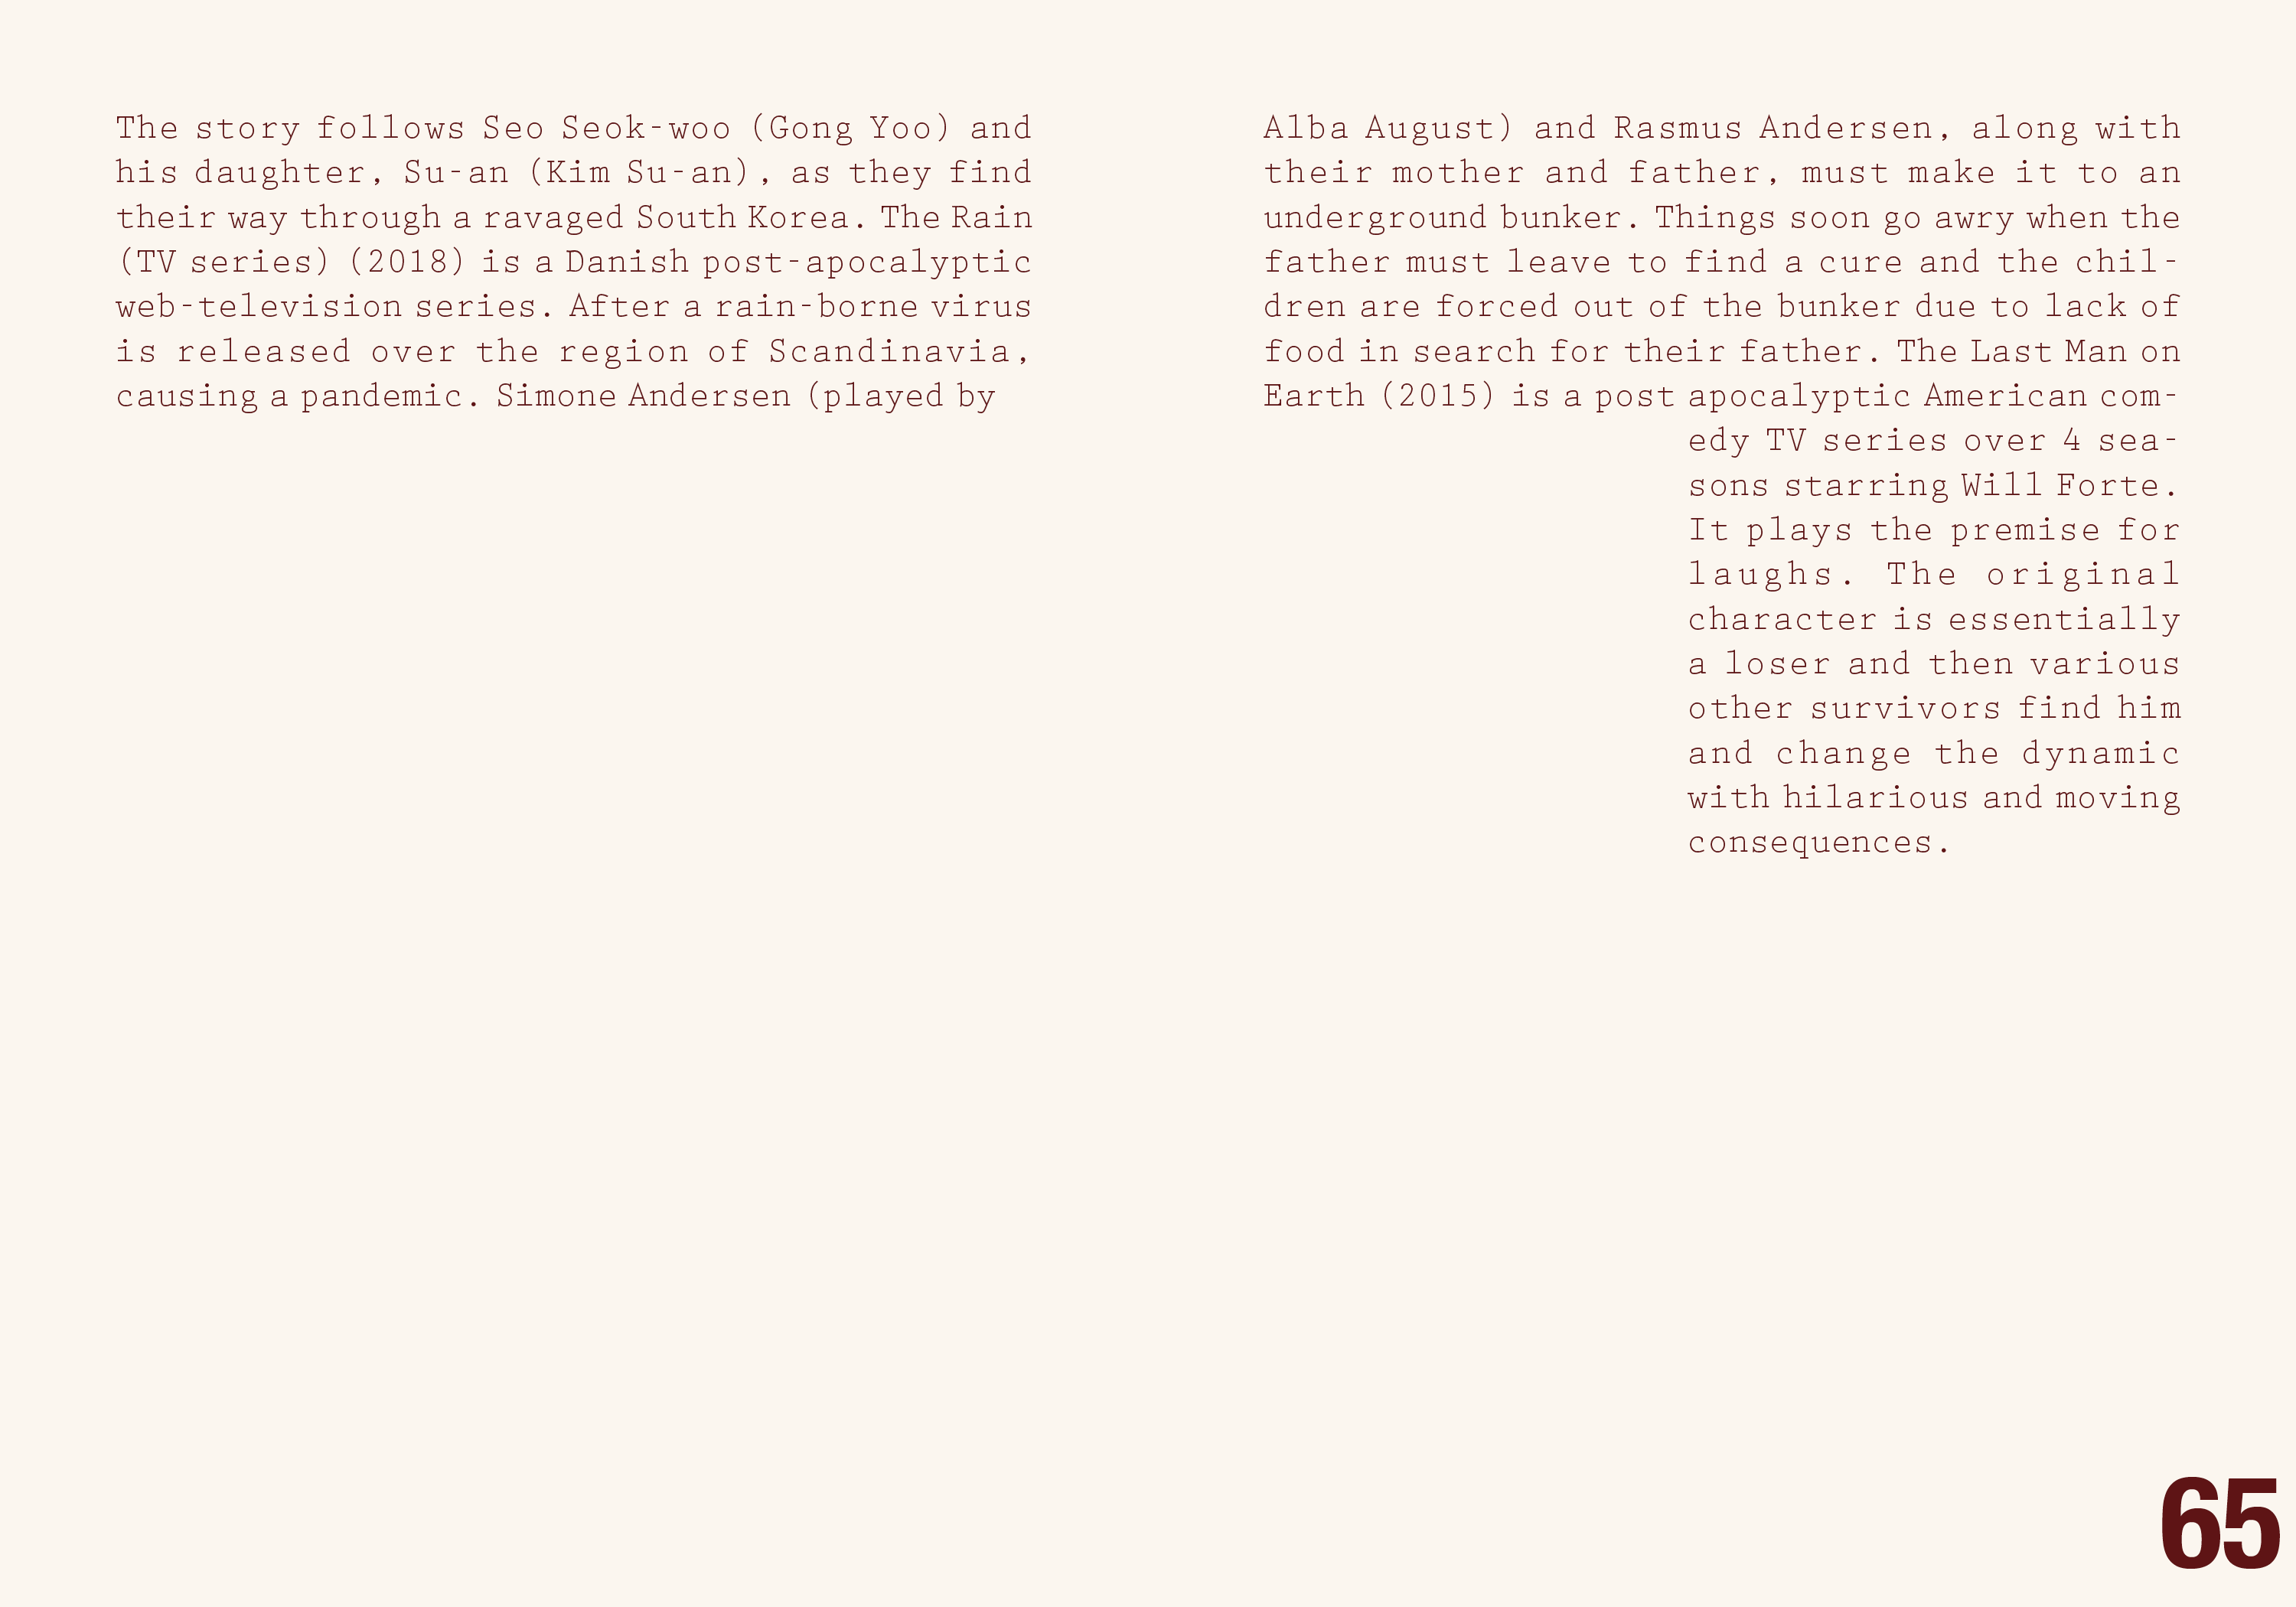 The story follows Seo Seok-woo (Gong Yoo) and
his daughter, Su-an (Kim Su-an), as they find
their way through a ravaged South Korea. The Rain
(TV series) (2018) is a Danish post-apocalyptic
web-television series. After a rain-borne virus
is released over the region of Scandinavia,
causing a pandemic. Simone Andersen (played by
Alba August) and Rasmus Andersen, along with
their mother and father, must make it to an
underground bunker. Things soon go awry when the
father must leave to find a cure and the chil-
dren are forced out of the bunker due to lack of
food in search for their father. The Last Man on
Earth (2015) is a post apocalyptic American com-
edy TV series over 4 sea-
sons starring Will Forte.
It plays the premise for
laughs. The original
character is essentially
a loser and then various
other survivors find him
and change the dynamic
with hilarious and moving
consequences.
65